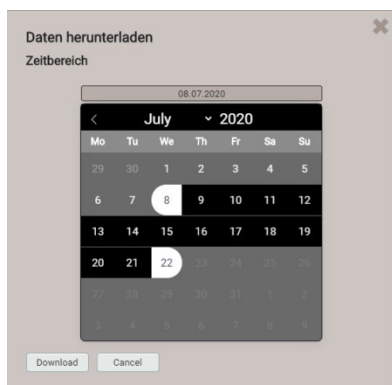 Daten herunterladen
Zeitbereich
08.07.2020
July 2020
Mo Tu We Th Fr Sa Su
29 30 1 2 3 4 5
6 7 8 9 10 11 12
13 14 15 16 17 18 19
20 21 22 23 24 25 26
27 28 29 30 31 1 2
3 4 5 6 7 8 9
Download Cancel